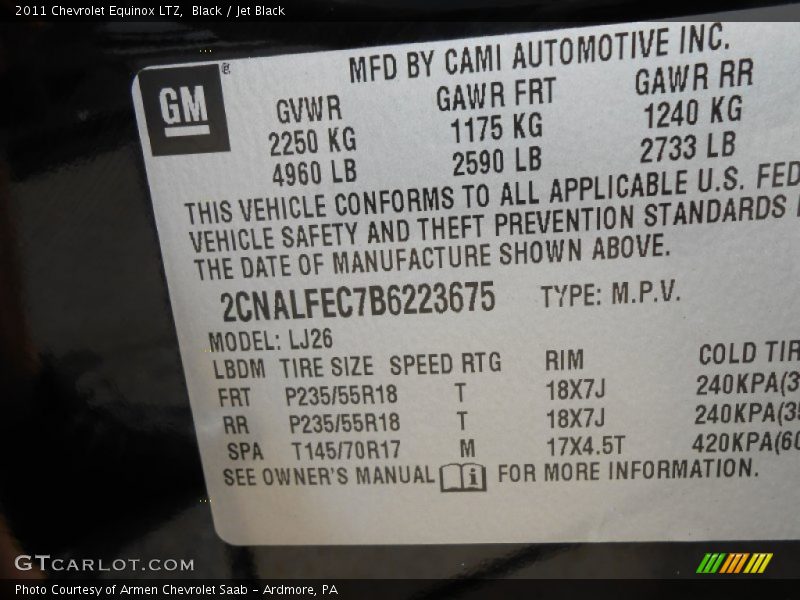 2011 Chevrolet Equinox LTZ, Black / Jet Black
MFD BY CAMI AUTOMOTIVE INC.
GM
GVWR GAWR FRT GAWR RR
2250 KG 1175 KG 1240 KG
4960 LB 2590 LB 2733 LB
THIS VEHICLE CONFORMS TO ALL APPLICABLE U.S. FED
VEHICLE SAFETY AND THEFT PREVENTION STANDARDS
THE DATE OF MANUFACTURE SHOWN ABOVE.
2CNALFEC7B6223675 TYPE: M.P.V.
MODEL: LJ26
LBDM TIRE SIZE SPEED RTG RIM COLD TIR
FRT P235/55R18 T 18X7J 240KPA(3
RR P235/55R18 T 18X7J 240KPA(35
SPA T145/70R17 M 17X4.5T 420KPA(60
SEE OWNER'S MANUAL i FOR MORE INFORMATION.
GTCARLOT.COM
Photo Courtesy of Armen Chevrolet Saab - Ardmore, PA